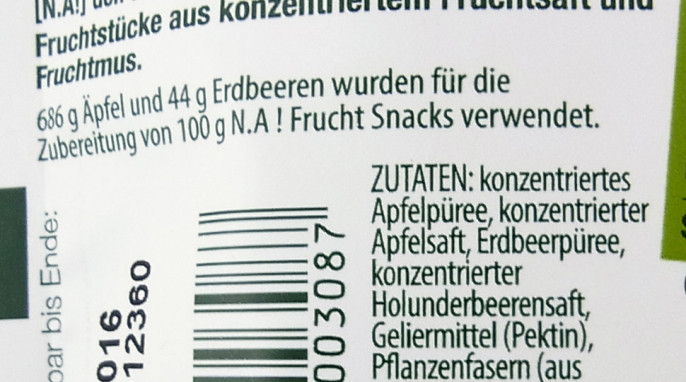 [N.A!]
Fruchtstücke aus konzentriertem Fruchtsaft und
Fruchtmus.
686 g Äpfel und 44 g Erdbeeren wurden für die
Zubereitung von 100 g N.A ! Frucht Snacks verwendet.
ZUTATEN: konzentriertes
Apfelpüree, konzentrierter
Apfelsaft, Erdbeerpüree,
konzentrierter
Holunderbeerensaft,
Geliermittel (Pektin),
Pflanzenfasern (aus
bar bis Ende:
016
12360
003087